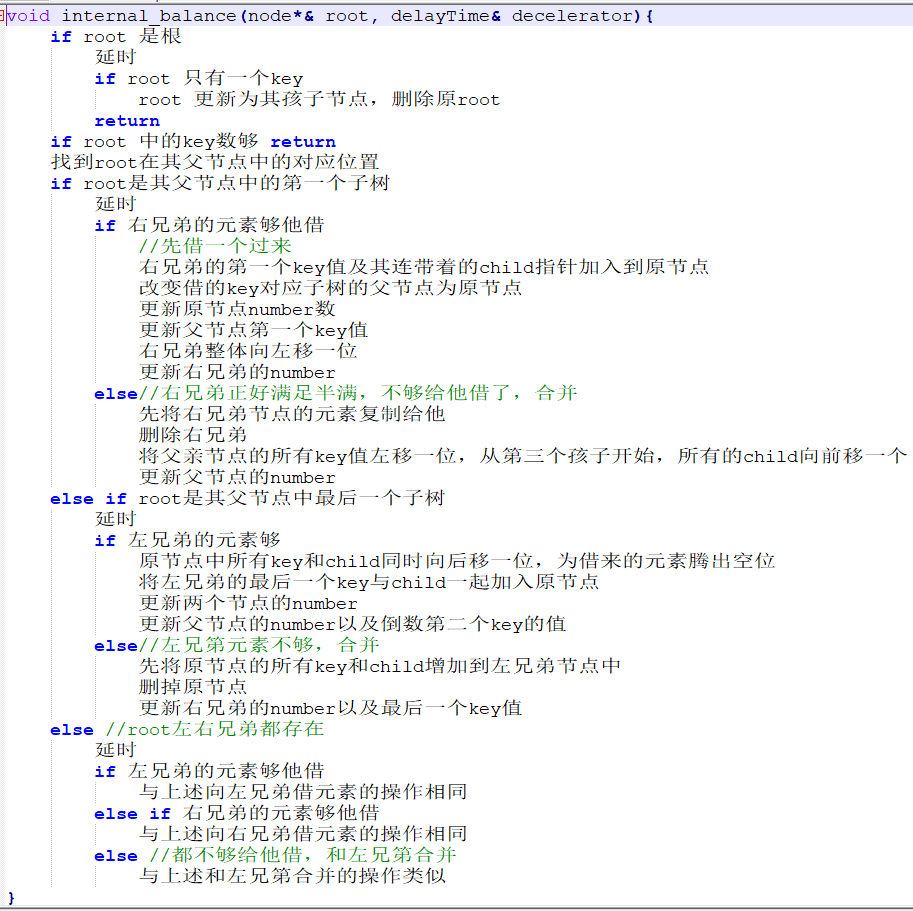 void internal_balance(node*& root, delayTime& decelerator){
if root 是根
延时
if root 只有一个key
root 更新为其孩子节点，删除原root
return
if root 中的key数够 return
找到root在其父节点中的对应位置
if root是其父节点中的第一个子树
延时
if 右兄弟的元素够他借
//先借一个过来
右兄弟的第一个key值及其连带着的child指针加入到原节点
改变借的key对应子树的父节点为原节点
更新原节点number数
更新父节点第一个key值
右兄弟整体向左移一位
更新右兄弟的number
else//右兄弟正好满足半满，不够给他借了，合并
先将右兄弟节点的元素复制给他
删除右兄弟
将父亲节点的所有key值左移一位，从第三个孩子开始，所有的child向前移一个
更新父节点的number
else if root是其父节点中最后一个子树
延时
if 左兄弟的元素够
原节点中所有key和child同时向后移一位，为借来的元素腾出空位
将左兄弟的最后一个key与child一起加入原节点
更新两个节点的number
更新父节点的number以及倒数第二个key的值
else//左兄第元素不够，合并
先将原节点的所有key和child增加到左兄弟节点中
删掉原节点
更新右兄弟的number以及最后一个key值
else //root左右兄弟都存在
延时
if 左兄弟的元素够他借
与上述向左兄弟借元素的操作相同
else if 右兄弟的元素够他借
与上述向右兄弟借元素的操作相同
else //都不够给他借，和左兄第合并
与上述和左兄第合并的操作类似
}